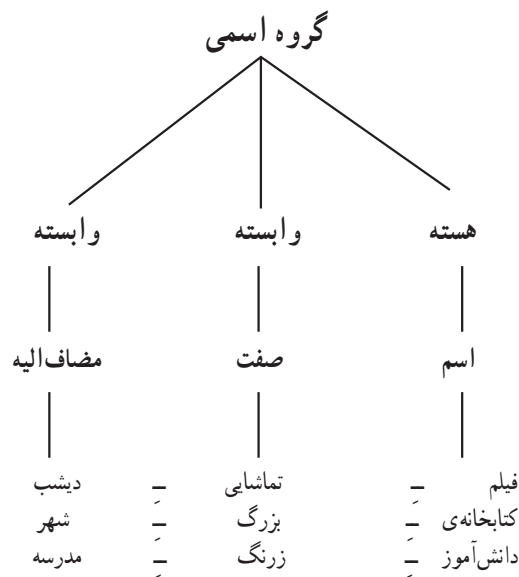 گروه اسمی
هسته وابسته وابسته
اسم صفت مضاف‌الیه
فیلم ـِ تماشایی ـِ دیشب
کتابخانه‌ی ـِ بزرگ ـِ شهر
دانش‌آموز ـِ زرنگ ـِ مدرسه